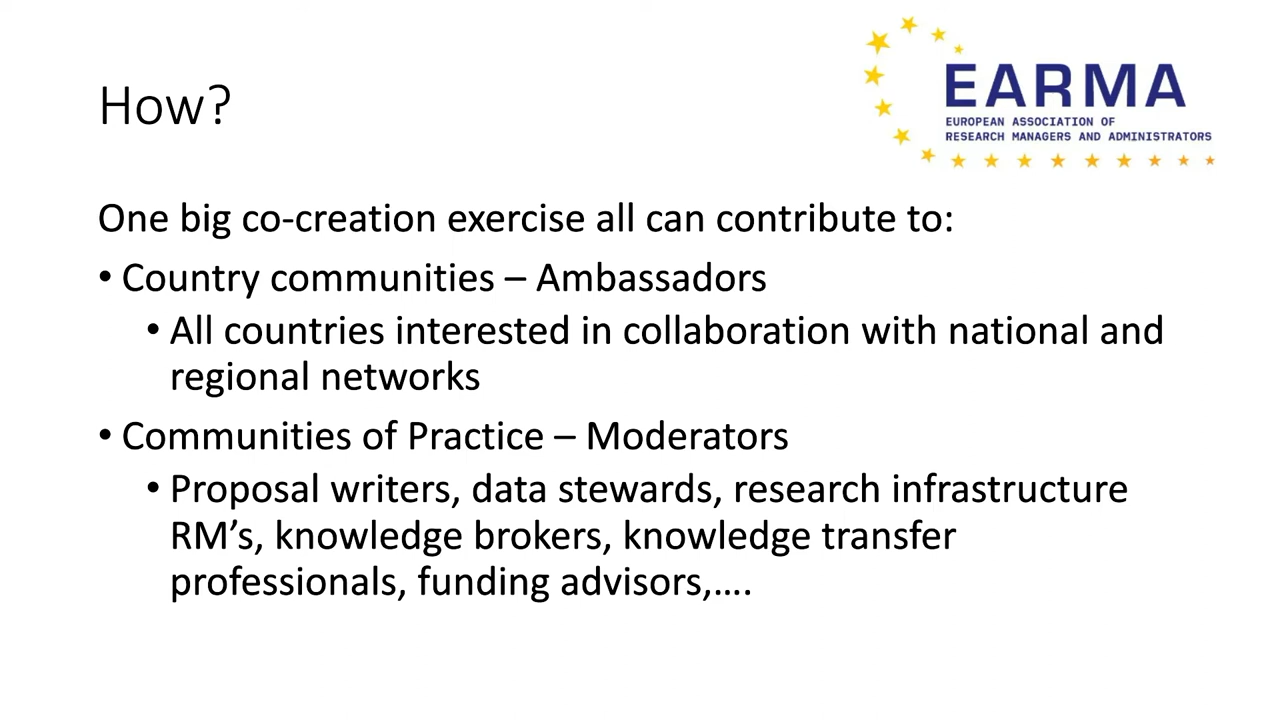 How?
EARMA
EUROPEAN ASSOCIATION OF
RESEARCH MANAGERS AND ADMINISTRATORS
One big co-creation exercise all can contribute to:
• Country communities – Ambassadors
• All countries interested in collaboration with national and
regional networks
• Communities of Practice – Moderators
• Proposal writers, data stewards, research infrastructure
RM’s, knowledge brokers, knowledge transfer
professionals, funding advisors,….